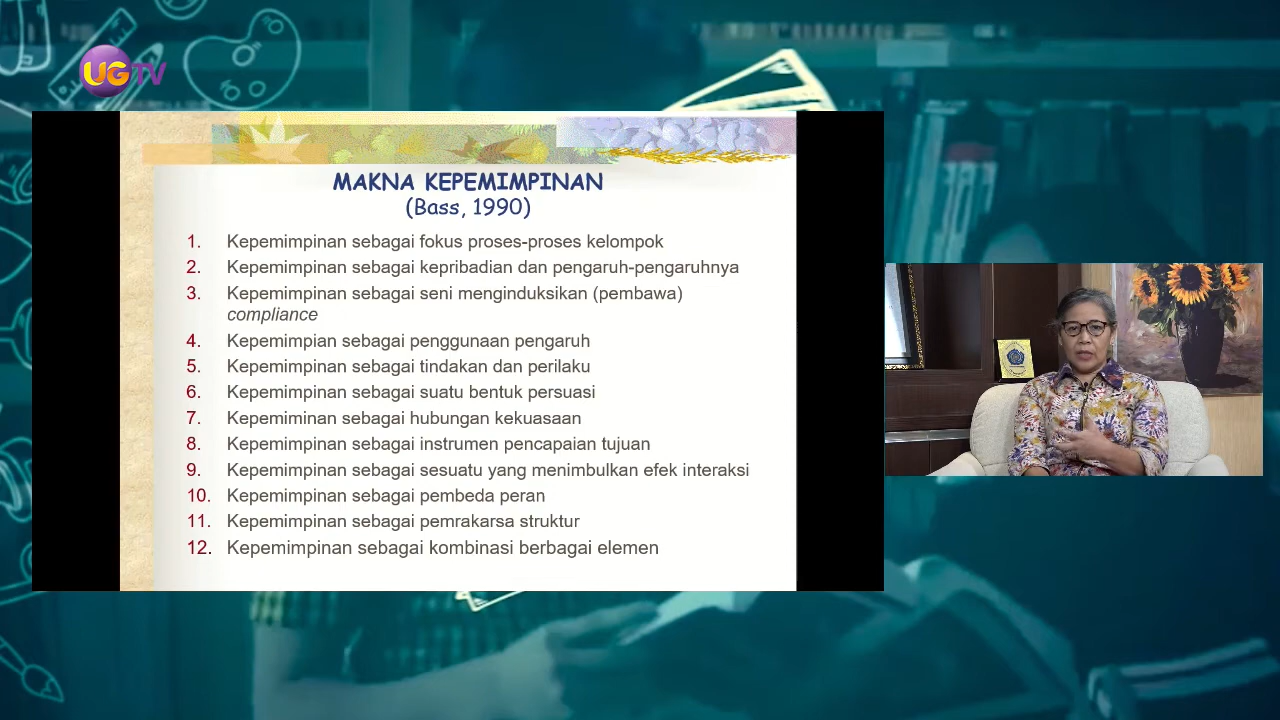 UGTV
MAKNA KEPEMIMPINAN
(Bass, 1990)
1. Kepemimpinan sebagai fokus proses-proses kelompok
2. Kepemimpinan sebagai kepribadian dan pengaruh-pengaruhnya
3. Kepemimpinan sebagai seni menginduksikan (pembawa)
compliance
4. Kepemimpian sebagai penggunaan pengaruh
5. Kepemimpinan sebagai tindakan dan perilaku
6. Kepemimpinan sebagai suatu bentuk persuasi
7. Kepemiminan sebagai hubungan kekuasaan
8. Kepemimpinan sebagai instrumen pencapaian tujuan
9. Kepemimpinan sebagai sesuatu yang menimbulkan efek interaksi
10. Kepemimpinan sebagai pembeda peran
11. Kepemimpinan sebagai pemrakarsa struktur
12. Kepemimpinan sebagai kombinasi berbagai elemen